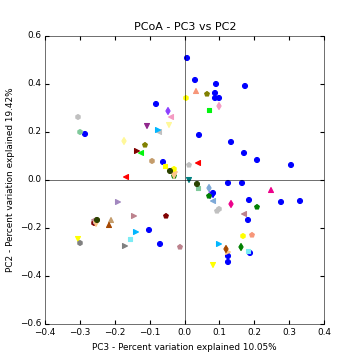 PCoA - PC3 vs PC2
0.6
0.4
0.2
0.0
−0.2
−0.4
−0.6
PC2 - Percent variation explained 19.42%
−0.4 −0.3 −0.2 −0.1 0.0 0.1 0.2 0.3 0.4
PC3 - Percent variation explained 10.05%